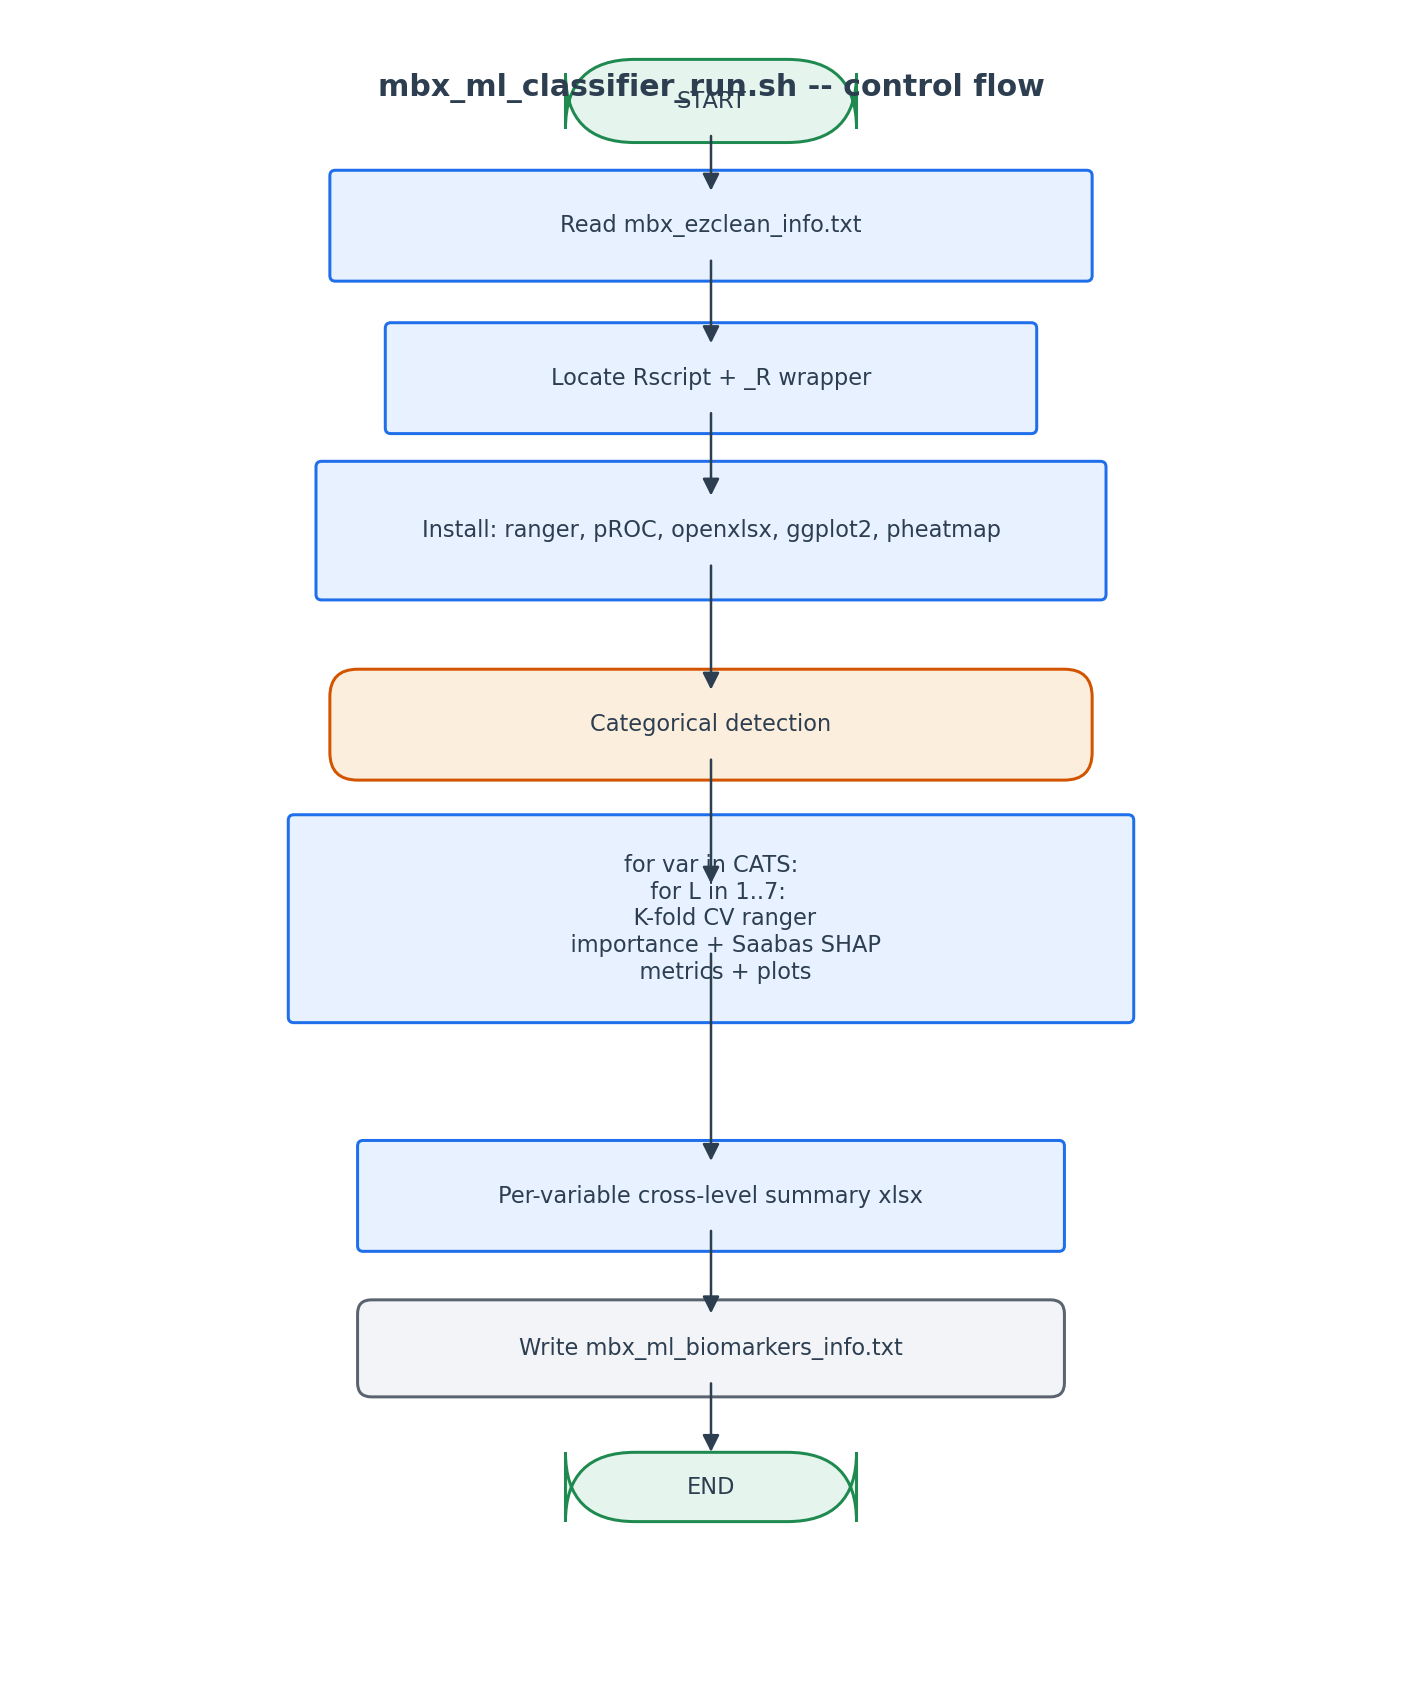 mbx_ml_classifier_run.sh -- control flow
START
Read mbx_ezclean_info.txt
Locate Rscript + _R wrapper
Install: ranger, pROC, openxlsx, ggplot2, pheatmap
Categorical detection
for var in CATS:
for L in 1..7:
K-fold CV ranger
importance + Saabas SHAP
metrics + plots
Per-variable cross-level summary xlsx
Write mbx_ml_biomarkers_info.txt
END